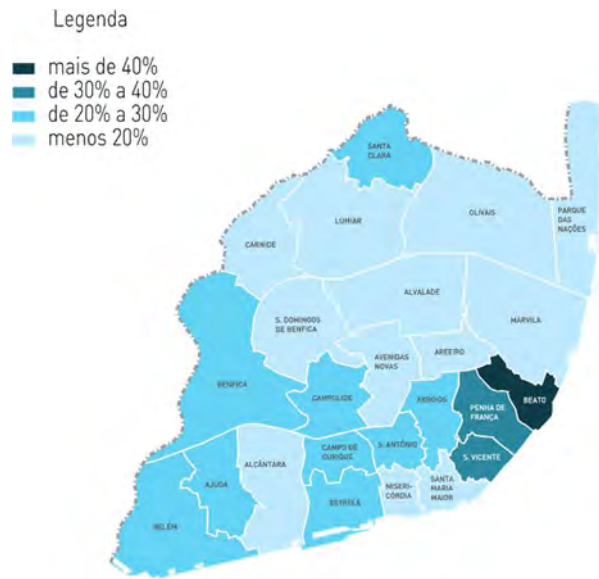 Legenda
mais de 40%
de 30% a 40%
de 20% a 30%
menos 20%
SANTA
CLARA
OLIVAIS
PARQUE
DAS
NAÇÕES
LUMIAR
CARNIDE
ALVALADE
S. DOMINGOS
DE BENFICA
MARVILA
AVENIDAS
NOVAS
AREEIRO
BENFICA
CAMPOLIDE
ARROIOS
PENHA DE
FRANÇA
BEATO
CAMPO DE
OURIQUE
S. ANTÓNIO
S. VICENTE
ALCÂNTARA
AJUDA
MISERI-
CÓRDIA
SANTA
MARIA
MAIOR
ESTRELA
BELÉM